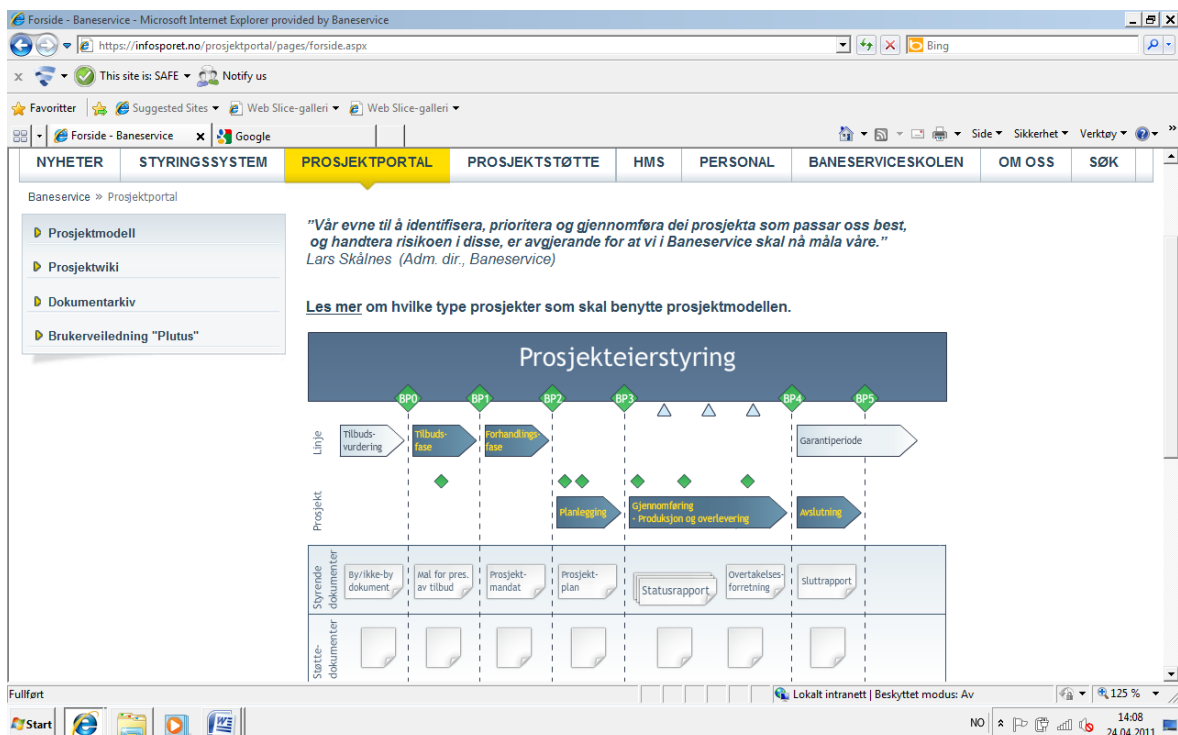 Forside - Baneservice - Microsoft Internet Explorer provided by Baneservice
https://infosporet.no/prosjektportal/pages/forside.aspx
Bing
x This site is: SAFE Notify us
Favoritter Suggested Sites Web Slice-galleri Web Slice-galleri
Forside - Baneservice x Google Side Sikkerhet Verktøy »
NYHETER STYRINGSSYSTEM PROSJEKTPORTAL PROSJEKTSTØTTE HMS PERSONAL BANESERVICESKOLEN OM OSS SØK
Baneservice » Prosjektportal
Prosjektmodell
Prosjektwiki
Dokumentarkiv
Brukerveiledning "Plutus"
"Vår evne til å identifisera, prioritera og gjennomføra dei prosjekta som passar oss best,
og handtera risikoen i disse, er avgjerande for at vi i Baneservice skal nå måla våre."
Lars Skålnes (Adm. dir., Baneservice)
Les mer om hvilke type prosjekter som skal benytte prosjektmodellen.
Prosjekteierstyring
BP0 BP1 BP2 BP3 BP4 BP5
Linje
Tilbuds-
vurdering
Tilbuds-
fase
Forhandlings-
fase
Garantiperiode
Prosjekt
Planlegging
Gjennomføring
- Produksjon og overlevering
Avslutning
Styrende
dokumenter
By/ikke-by
dokument
Mal for pres.
av tilbud
Prosjekt-
mandat
Prosjekt-
plan
Statusrapport
Overtakelses-
forretning
Sluttrapport
Støtte-
dokumenter
Fullført
Lokalt intranett | Beskyttet modus: Av
125 %
Start
NO
14:08
24.04.2011